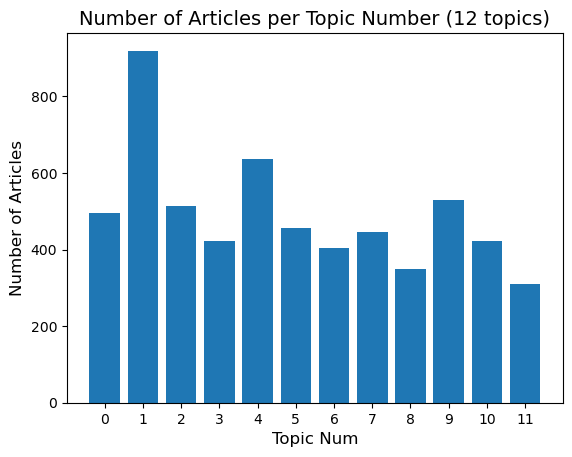 Number of Articles per Topic Number (12 topics)
Number of Articles
800
600
400
200
0
0 1 2 3 4 5 6 7 8 9 10 11
Topic Num